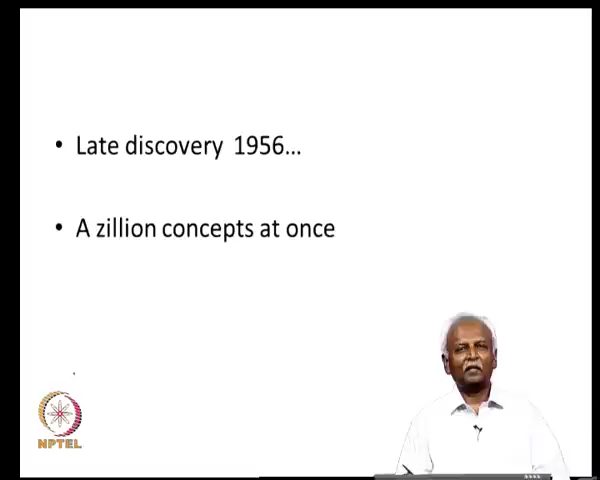 • Late discovery 1956...
• A zillion concepts at once
NPTEL